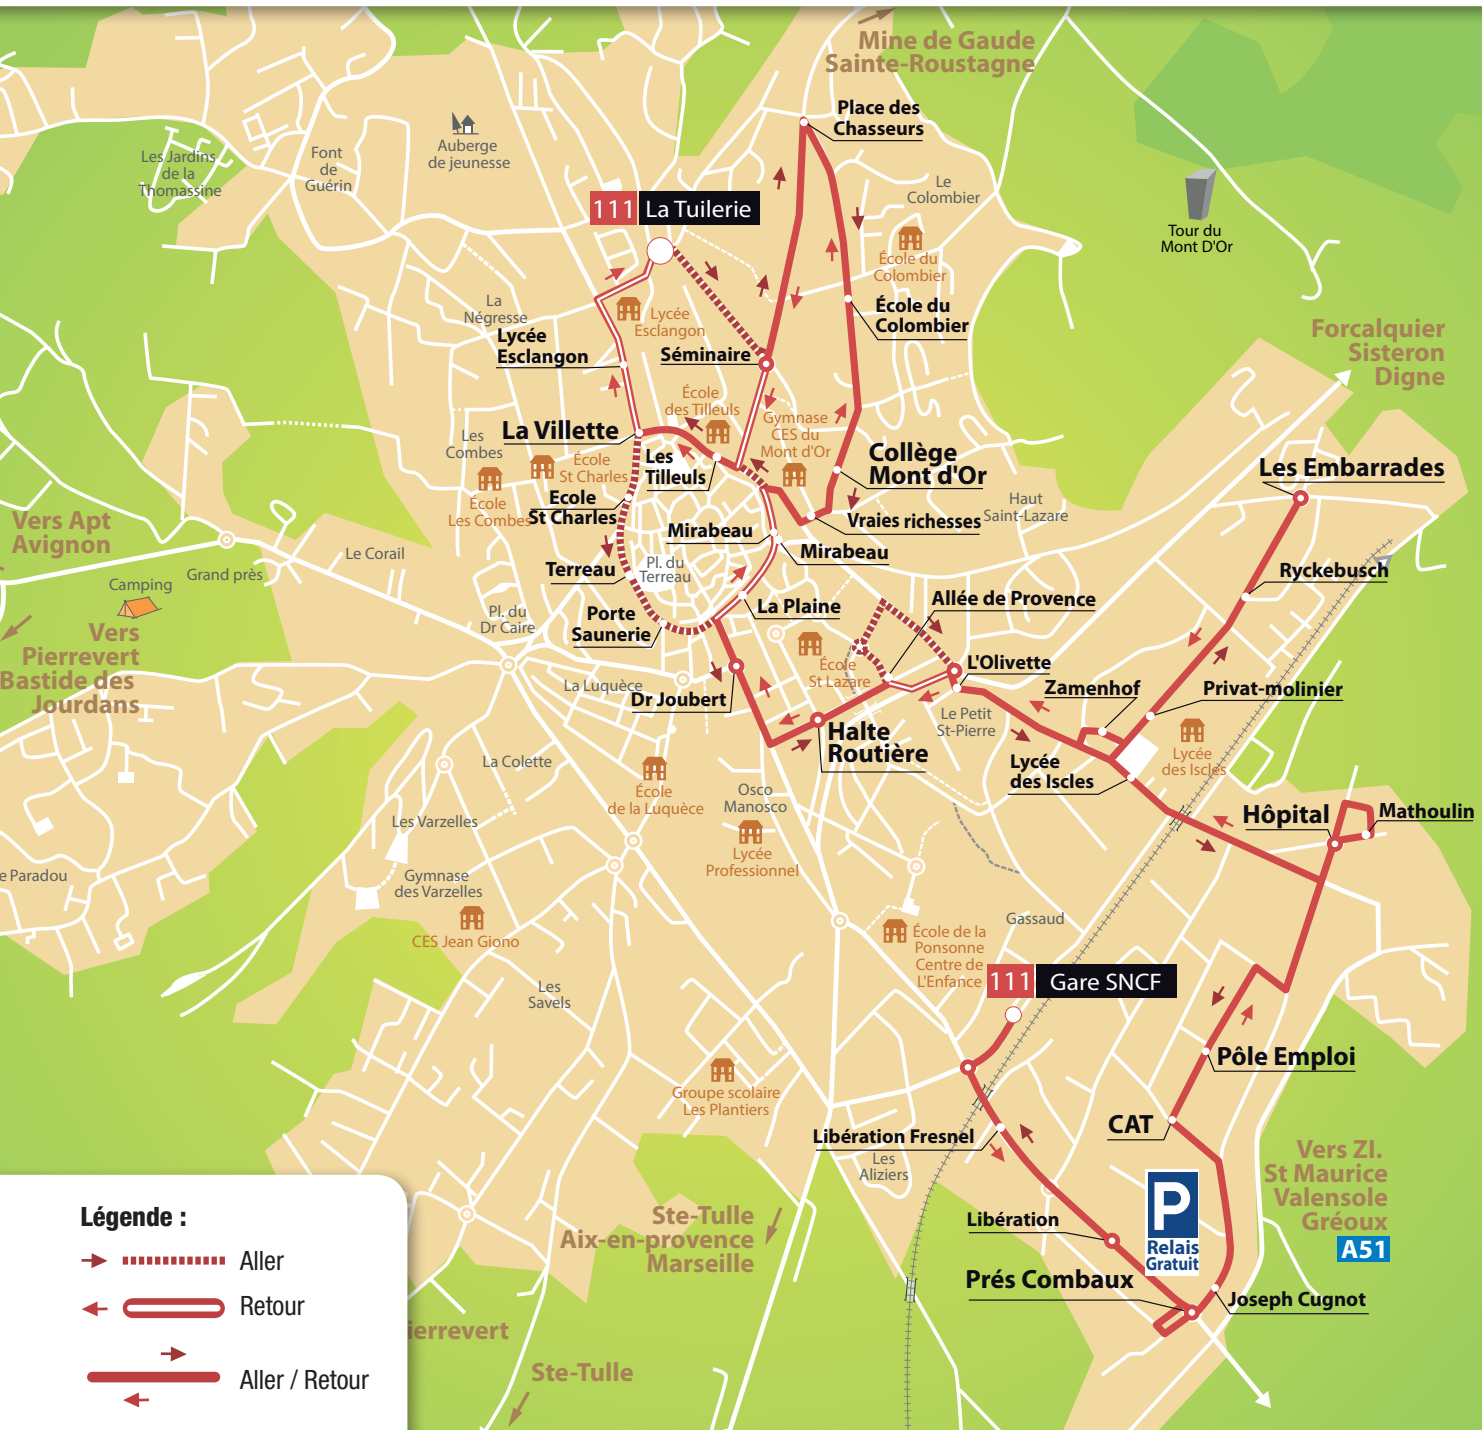 Mine de Gaude
Sainte-Roustagne
Place des
Chasseurs
Auberge
de jeunesse
Les Jardins
de la
Thomassine
Font
de
Guérin
Le
Colombier
111 La Tuilerie
Tour du
Mont D'Or
École du
Colombier
La
Négresse
Lycée
Esclangon
Lycée
Esclangon
École du
Colombier
Séminaire
Forcalquier
Sisteron
Digne
École
des Tilleuls
Gymnase
CES du
Mont d'Or
La Villette
Les
Combes
École
St Charles
Les
Tilleuls
Collège
Mont d'Or
Les Embarrades
École
Les Combes
Ecole
St Charles
Haut
Saint-Lazare
Vers Apt
Avignon
Vraies richesses
Mirabeau
Mirabeau
Le Corail
Grand près
Camping
Terreau
Pl. du
Terreau
Ryckebusch
Pl. du
Dr Caire
Porte
Saunerie
La Plaine
Allée de Provence
Vers
Pierrevert
Bastide des
Jourdans
École
St Lazare
L'Olivette
La Luquèce
Dr Joubert
Zamenhof
Privat-molinier
Le Petit
St-Pierre
Halte
Routière
Lycée
des Iscles
Lycée
des Iscles
La Colette
École
de la Luquèce
Osco
Manosco
Hôpital
Mathoulin
Les Varzelles
Lycée
Professionnel
e Paradou
Gymnase
des Varzelles
CES Jean Giono
Gassaud
École de la
Ponsonne
Centre de
L'Enfance
111 Gare SNCF
Les
Savels
Pôle Emploi
Groupe scolaire
Les Plantiers
CAT
Libération Fresnel
Les
Aliziers
Vers ZI.
St Maurice
Valensole
Gréoux
A51
P
Relais
Gratuit
Libération
Ste-Tulle
Aix-en-provence
Marseille
Prés Combaux
Joseph Cugnot
ierrevert
Ste-Tulle
Légende :
Aller
Retour
Aller / Retour